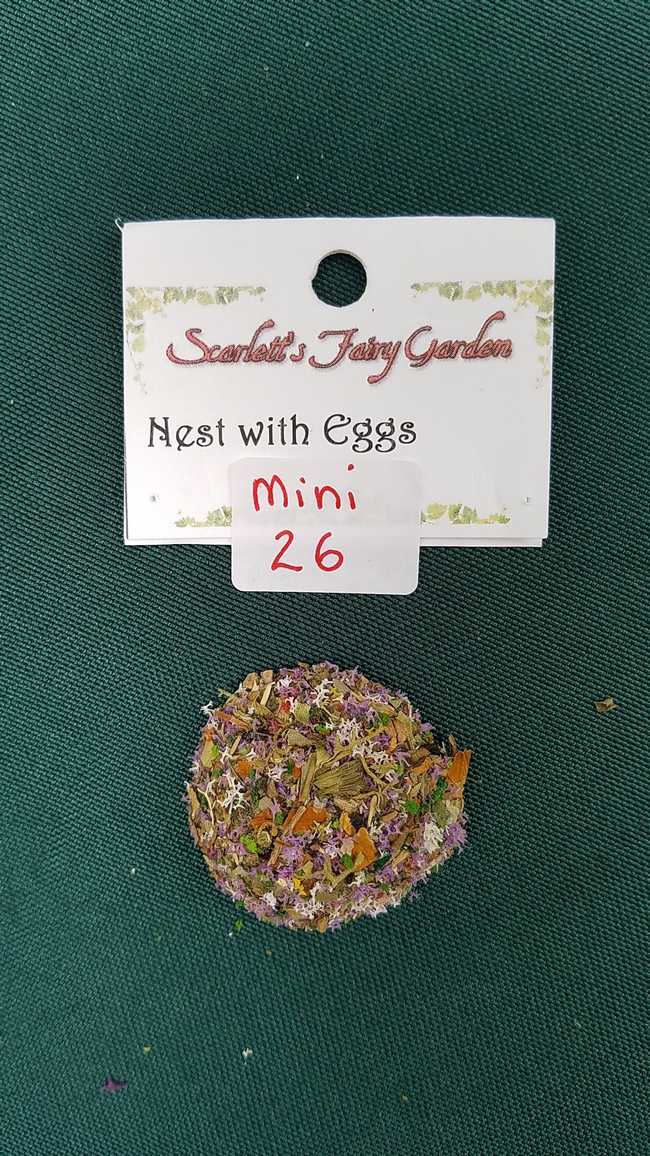 Scarlett's Fairy Garden
Nest with Eggs
mini
26